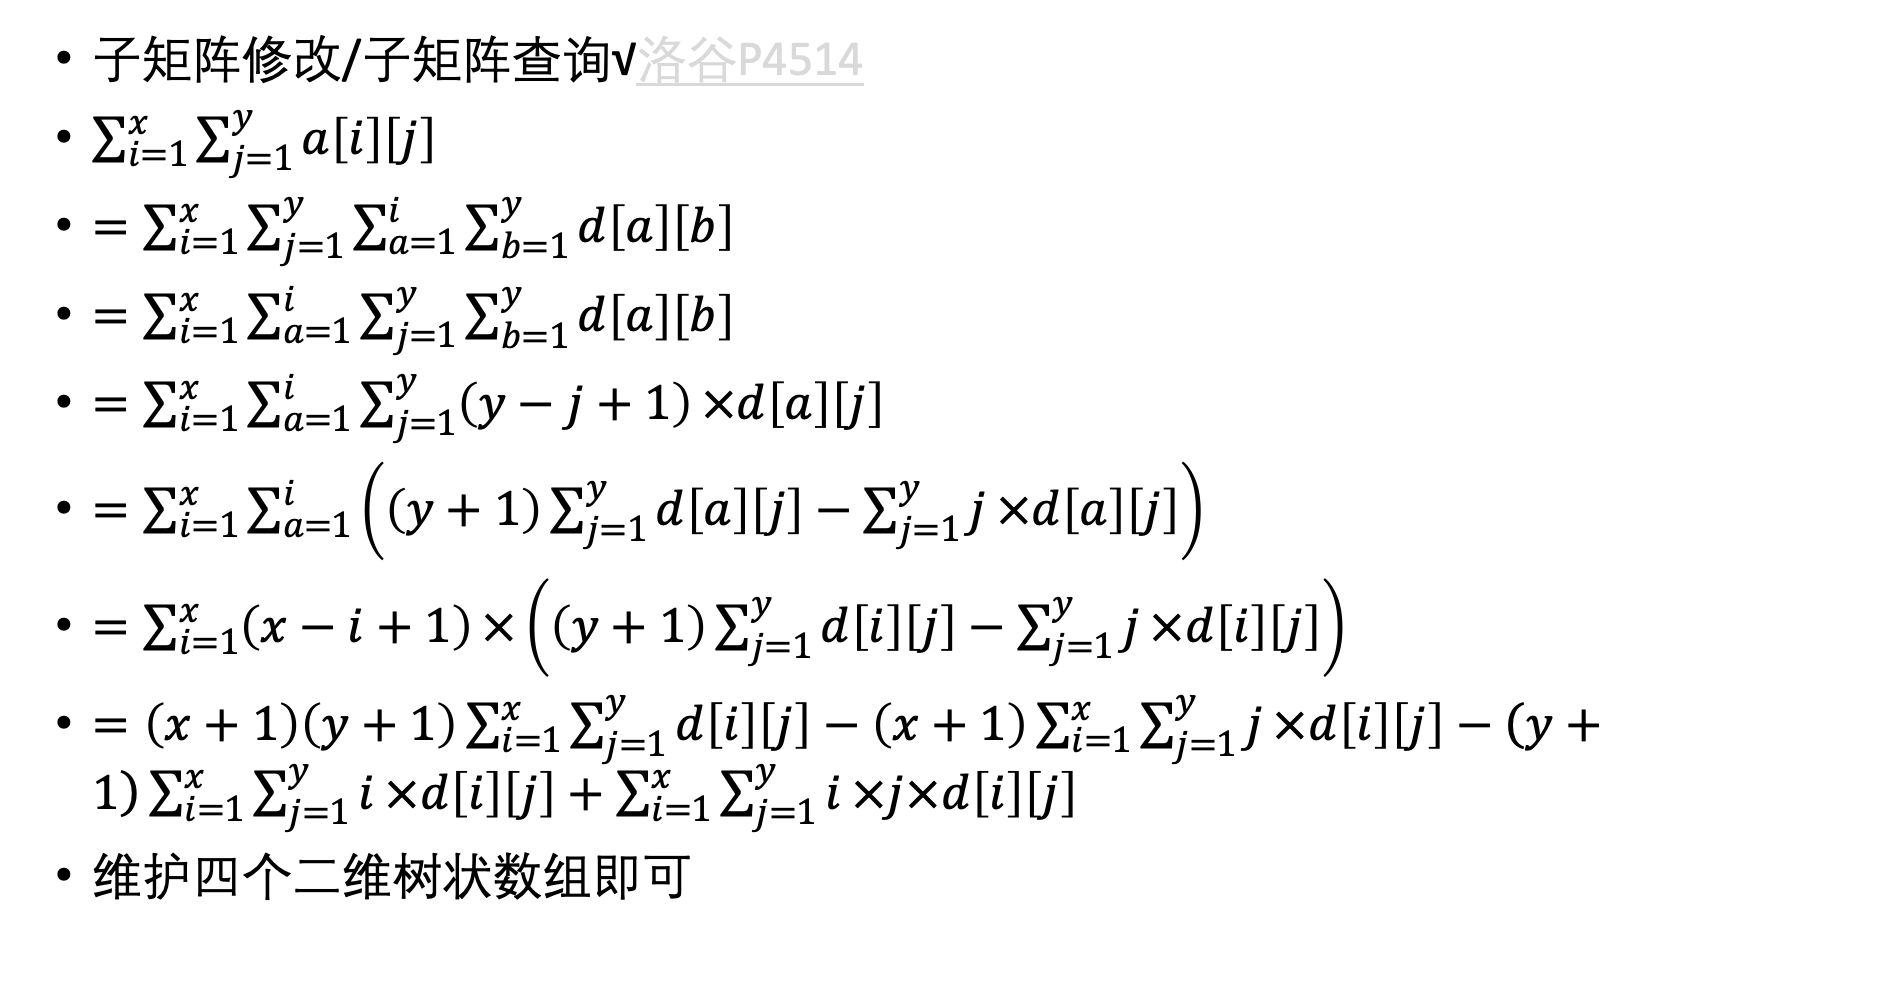 • 子矩阵修改/子矩阵查询√洛谷P4514
• ∑_{i=1}^{x} ∑_{j=1}^{y} a[i][j]
• = ∑_{i=1}^{x} ∑_{j=1}^{y} ∑_{a=1}^{i} ∑_{b=1}^{y} d[a][b]
• = ∑_{i=1}^{x} ∑_{a=1}^{i} ∑_{j=1}^{y} ∑_{b=1}^{y} d[a][b]
• = ∑_{i=1}^{x} ∑_{a=1}^{i} ∑_{j=1}^{y} (y − j + 1) × d[a][j]
• = ∑_{i=1}^{x} ∑_{a=1}^{i} ((y + 1) ∑_{j=1}^{y} d[a][j] − ∑_{j=1}^{y} j × d[a][j])
• = ∑_{i=1}^{x} (x − i + 1) × ((y + 1) ∑_{j=1}^{y} d[i][j] − ∑_{j=1}^{y} j × d[i][j])
• = (x + 1)(y + 1) ∑_{i=1}^{x} ∑_{j=1}^{y} d[i][j] − (x + 1) ∑_{i=1}^{x} ∑_{j=1}^{y} j × d[i][j] − (y +
1) ∑_{i=1}^{x} ∑_{j=1}^{y} i × d[i][j] + ∑_{i=1}^{x} ∑_{j=1}^{y} i × j × d[i][j]
• 维护四个二维树状数组即可